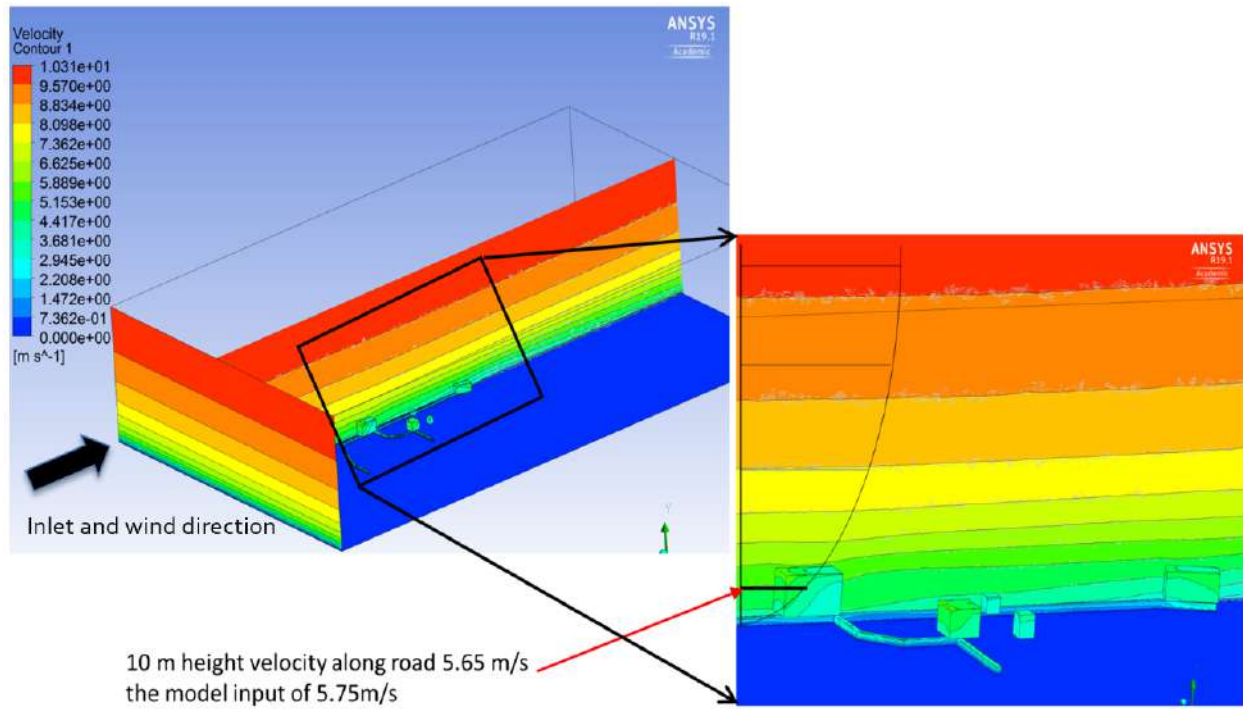 ANSYS
R19.1
Academic
Velocity
Contour 1
1.031e+01
9.570e+00
8.834e+00
8.098e+00
7.362e+00
6.625e+00
5.889e+00
5.153e+00
4.417e+00
3.681e+00
2.945e+00
2.208e+00
1.472e+00
7.362e-01
0.000e+00
[m s^-1]
Inlet and wind direction
Y
ANSYS
R19.1
Academic
10 m height velocity along road 5.65 m/s
the model input of 5.75m/s